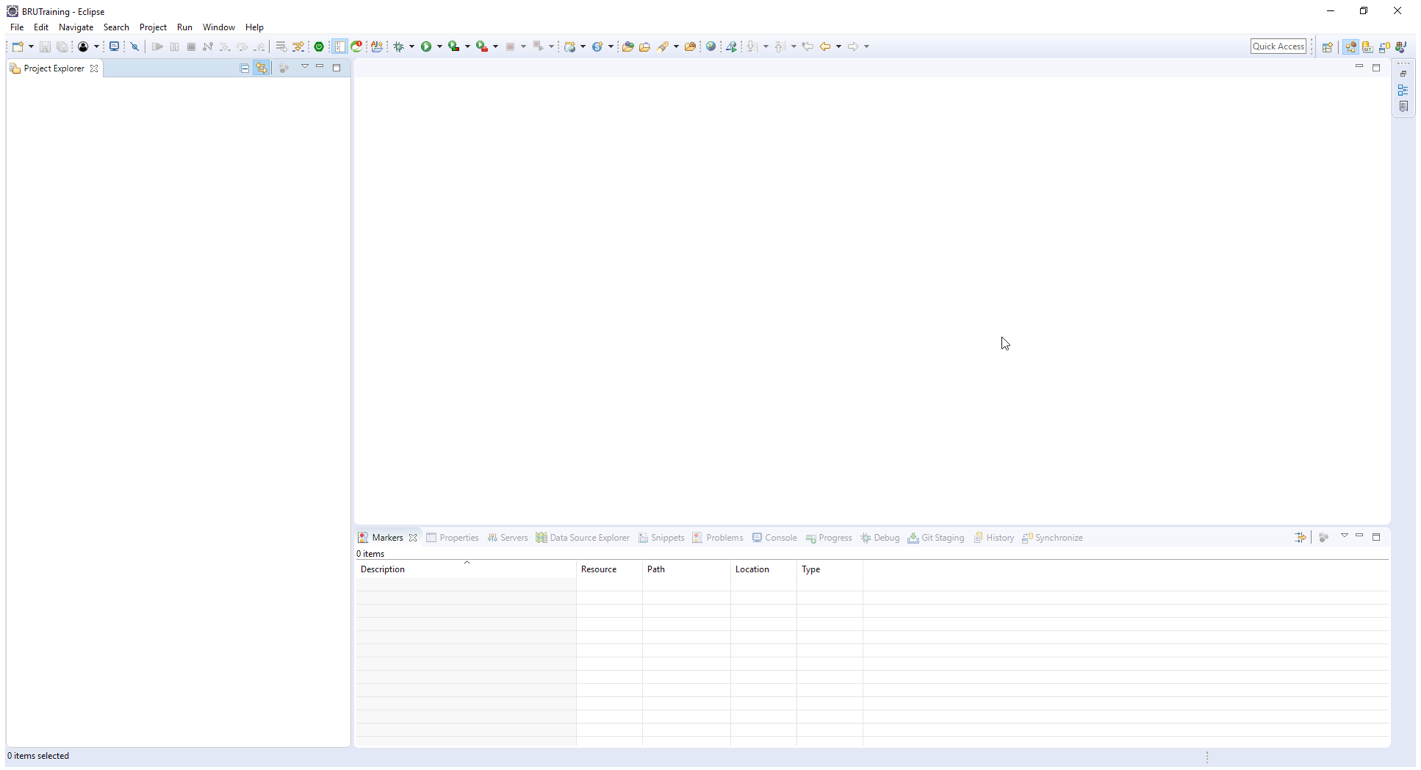 BRUTraining - Eclipse
File Edit Navigate Search Project Run Window Help
Quick Access
Project Explorer
Markers Properties Servers Data Source Explorer Snippets Problems Console Progress Debug Git Staging History Synchronize
0 items
Description Resource Path Location Type
0 items selected